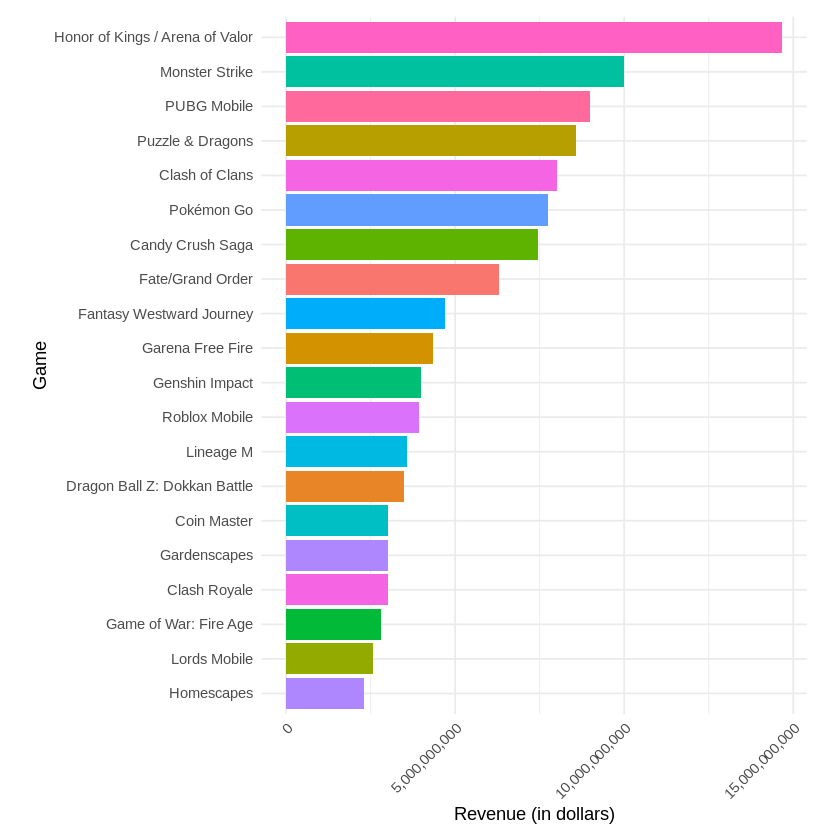 Honor of Kings / Arena of Valor
Monster Strike
PUBG Mobile
Puzzle & Dragons
Clash of Clans
Pokémon Go
Candy Crush Saga
Fate/Grand Order
Fantasy Westward Journey
Garena Free Fire
Genshin Impact
Roblox Mobile
Lineage M
Dragon Ball Z: Dokkan Battle
Coin Master
Gardenscapes
Clash Royale
Game of War: Fire Age
Lords Mobile
Homescapes
Game
0
5,000,000,000
10,000,000,000
15,000,000,000
Revenue (in dollars)